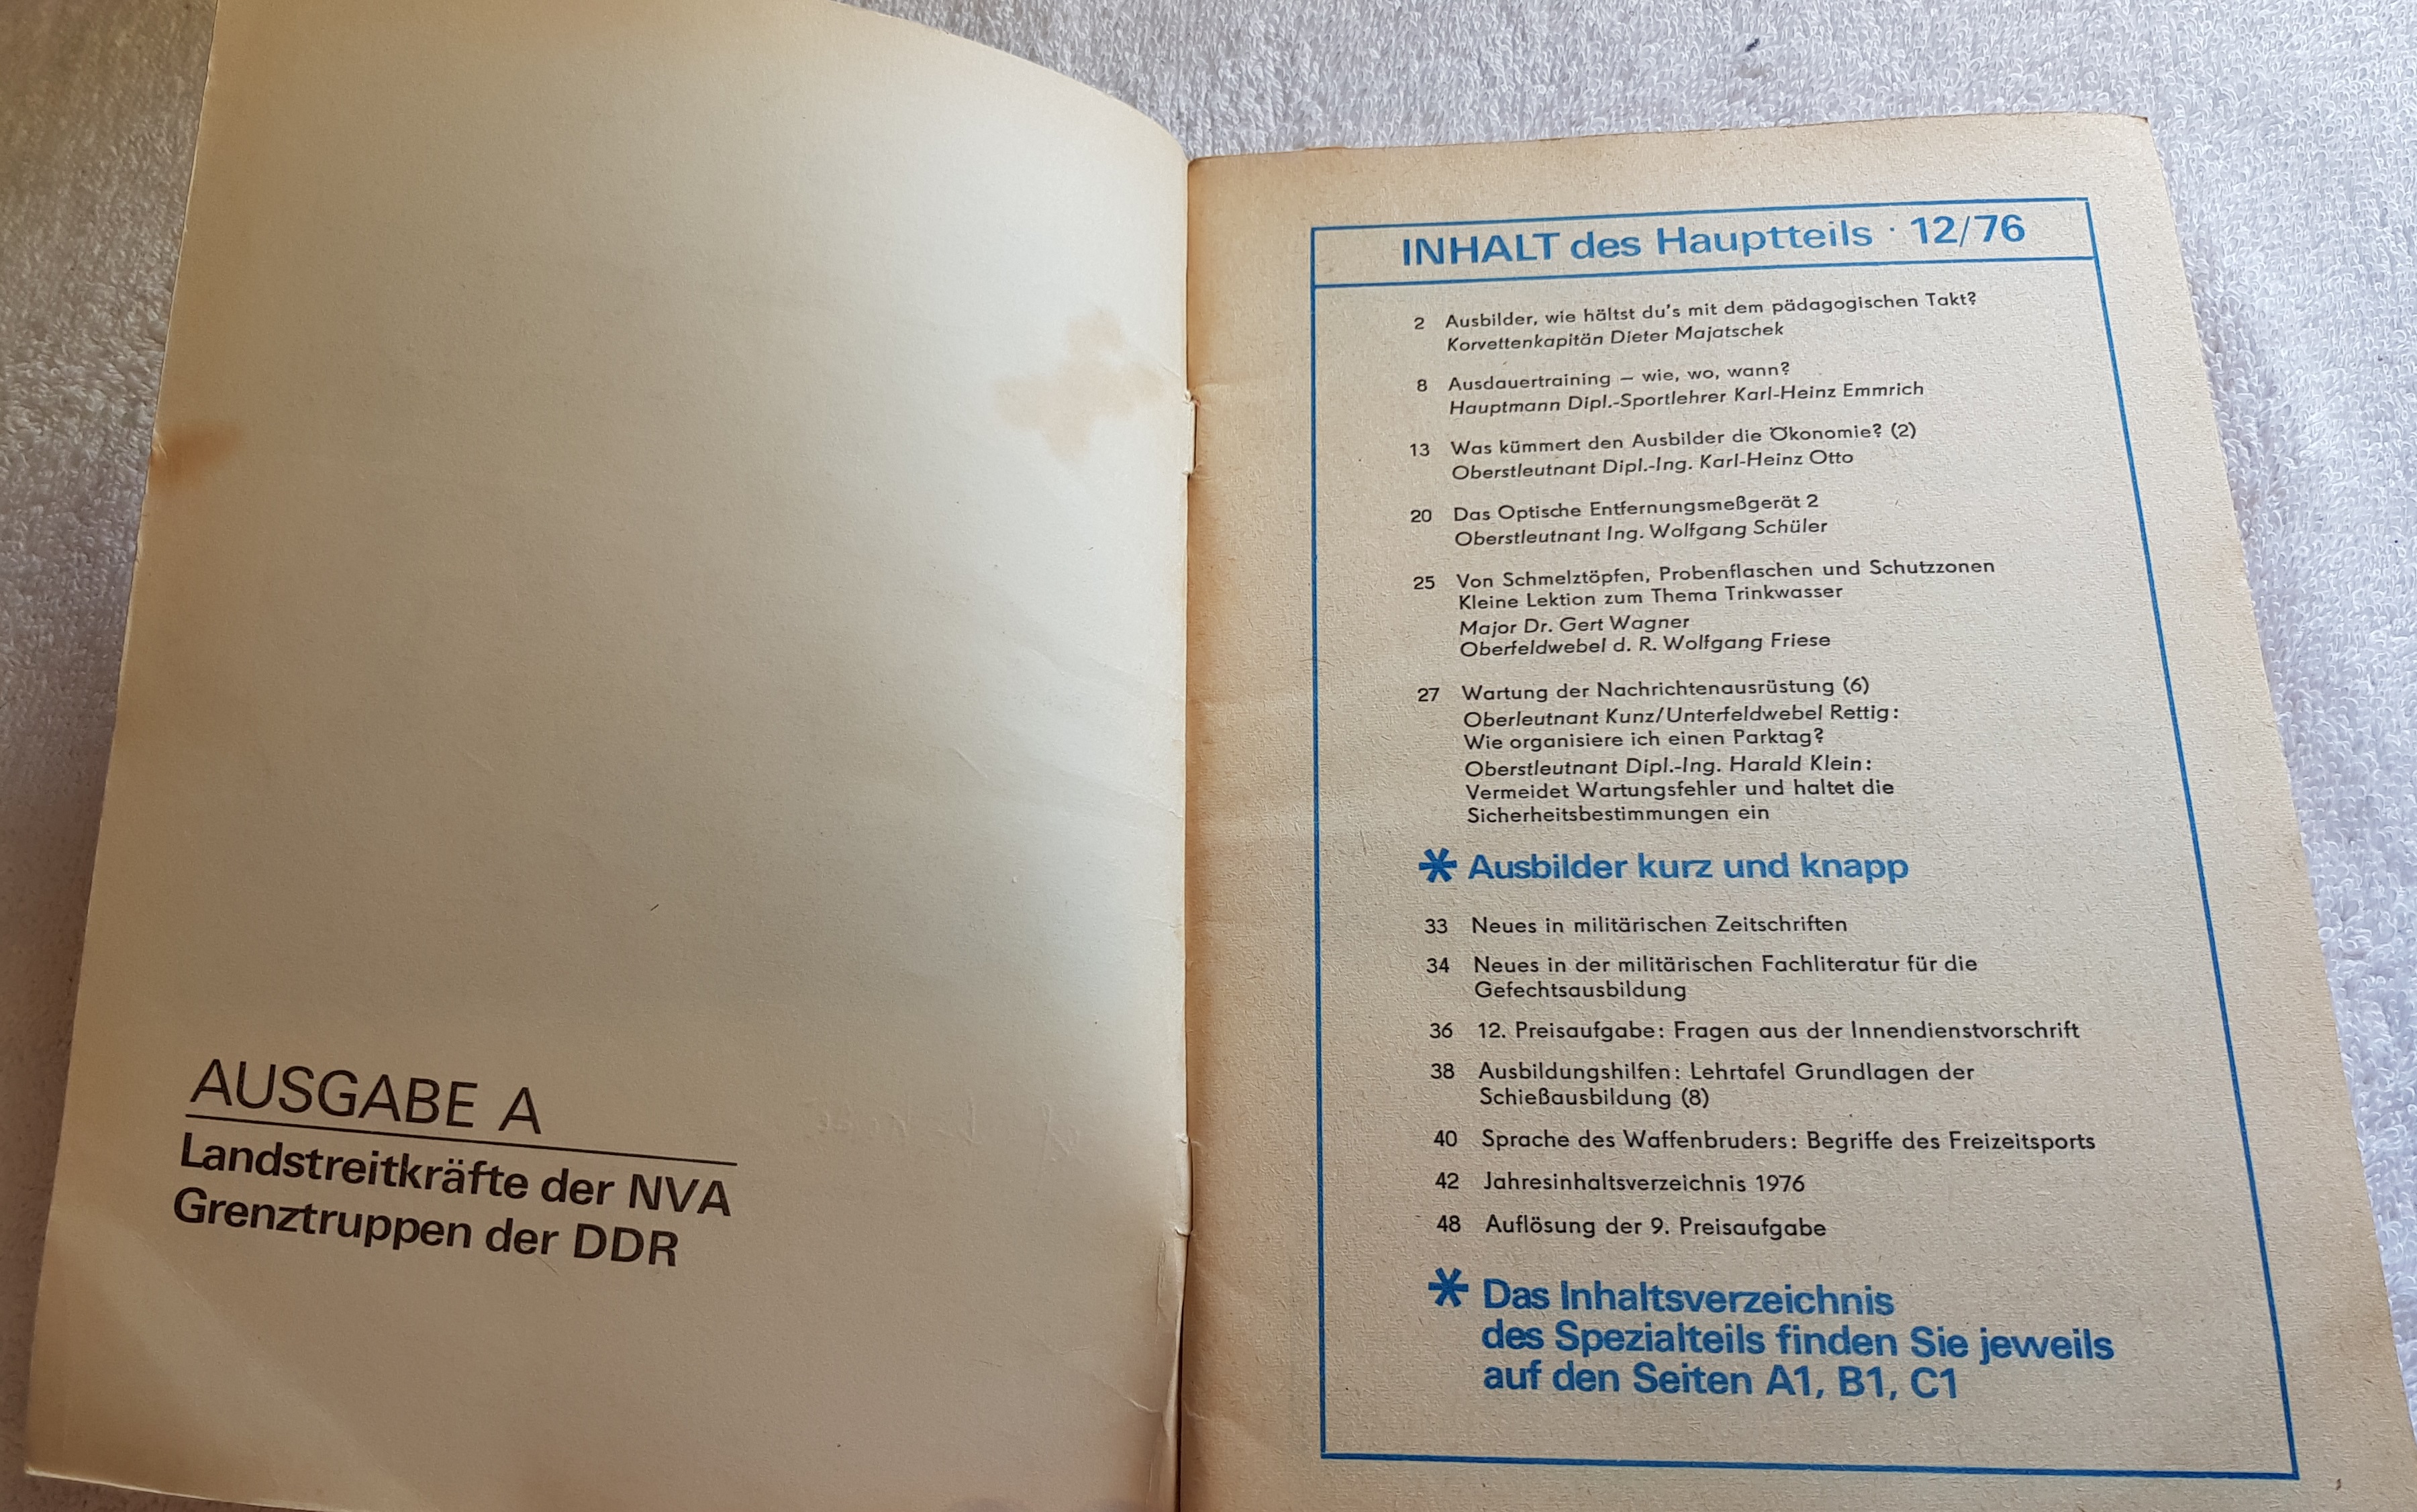 AUSGABE A
Landstreitkräfte der NVA
Grenztruppen der DDR
INHALT des Hauptteils · 12/76
2 Ausbilder, wie hältst du's mit dem pädagogischen Takt?
Korvettenkapitän Dieter Majatschek
8 Ausdauertraining – wie, wo, wann?
Hauptmann Dipl.-Sportlehrer Karl-Heinz Emmrich
13 Was kümmert den Ausbilder die Ökonomie? (2)
Oberstleutnant Dipl.-Ing. Karl-Heinz Otto
20 Das Optische Entfernungsmeßgerät 2
Oberstleutnant Ing. Wolfgang Schüler
25 Von Schmelztöpfen, Probenflaschen und Schutzzonen
Kleine Lektion zum Thema Trinkwasser
Major Dr. Gert Wagner
Oberfeldwebel d. R. Wolfgang Friese
27 Wartung der Nachrichtenausrüstung (6)
Oberleutnant Kunz/Unterfeldwebel Rettig:
Wie organisiere ich einen Parktag?
Oberstleutnant Dipl.-Ing. Harald Klein:
Vermeidet Wartungsfehler und haltet die
Sicherheitsbestimmungen ein
* Ausbilder kurz und knapp
33 Neues in militärischen Zeitschriften
34 Neues in der militärischen Fachliteratur für die
Gefechtsausbildung
36 12. Preisaufgabe: Fragen aus der Innendienstvorschrift
38 Ausbildungshilfen: Lehrtafel Grundlagen der
Schießausbildung (8)
40 Sprache des Waffenbruders: Begriffe des Freizeitsports
42 Jahresinhaltsverzeichnis 1976
48 Auflösung der 9. Preisaufgabe
* Das Inhaltsverzeichnis
des Spezialteils finden Sie jeweils
auf den Seiten A1, B1, C1